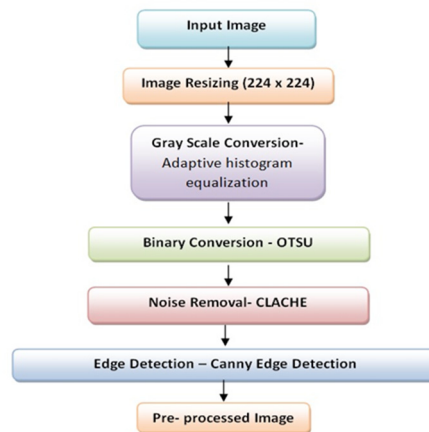 Input Image
Image Resizing (224 x 224)
Gray Scale Conversion-
Adaptive histogram
equalization
Binary Conversion - OTSU
Noise Removal- CLACHE
Edge Detection – Canny Edge Detection
Pre- processed Image